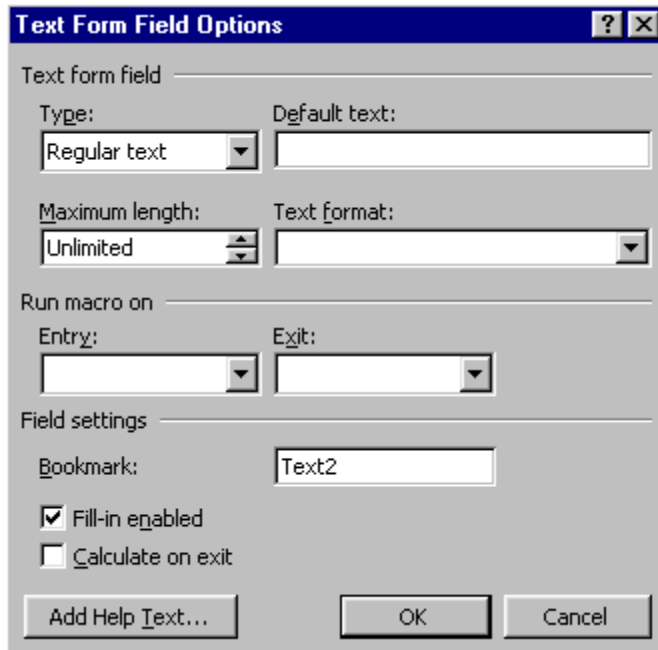 Text Form Field Options
Text form field
Type: Default text:
Regular text
Maximum length: Text format:
Unlimited
Run macro on
Entry: Exit:
Field settings
Bookmark: Text2
Fill-in enabled
Calculate on exit
Add Help Text... OK Cancel